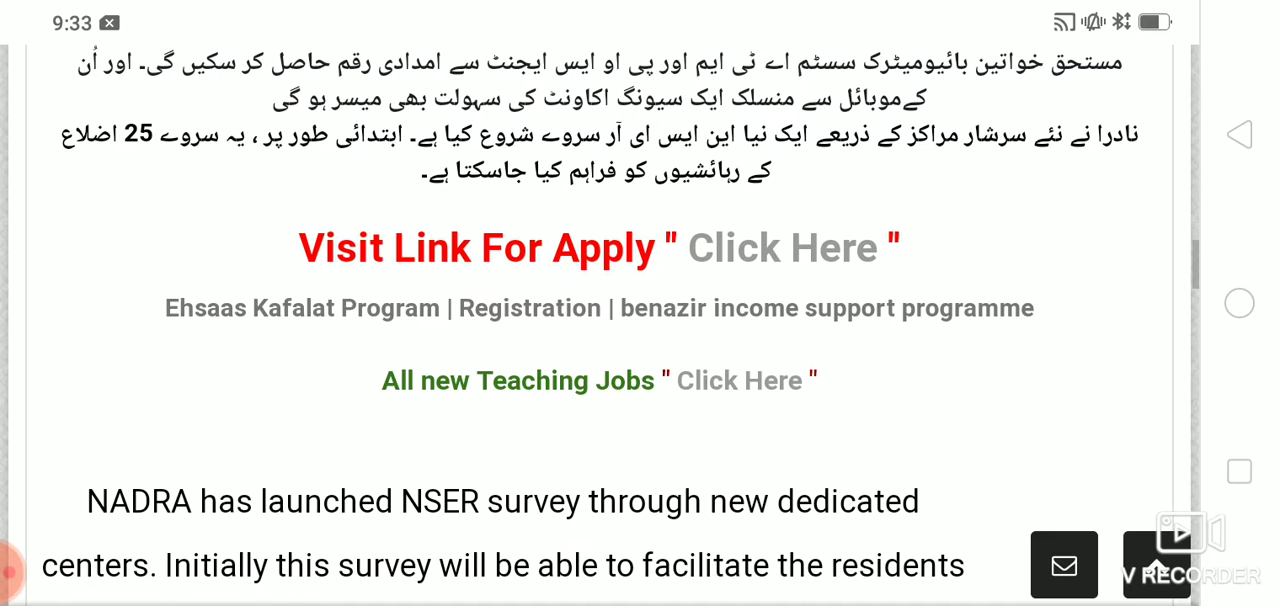 9:33
مستحق خواتین بائیومیٹرک سسٹم اے ٹی ایم اور پی او ایس ایجنٹ سے امدادی رقم حاصل کر سکیں گی۔ اور اُن
کےموبائل سے منسلک ایک سیونگ اکاونٹ کی سہولت بھی میسر ہو گی
نادرا نے نئے سرشار مراکز کے ذریعے ایک نیا این ایس ای آر سروے شروع کیا ہے۔ ابتدائی طور پر ، یہ سروے 25 اضلاع
کے رہائشیوں کو فراہم کیا جاسکتا ہے۔
Visit Link For Apply " Click Here "
Ehsaas Kafalat Program | Registration | benazir income support programme
All new Teaching Jobs " Click Here "
NADRA has launched NSER survey through new dedicated
centers. Initially this survey will be able to facilitate the residents
V RECORDER